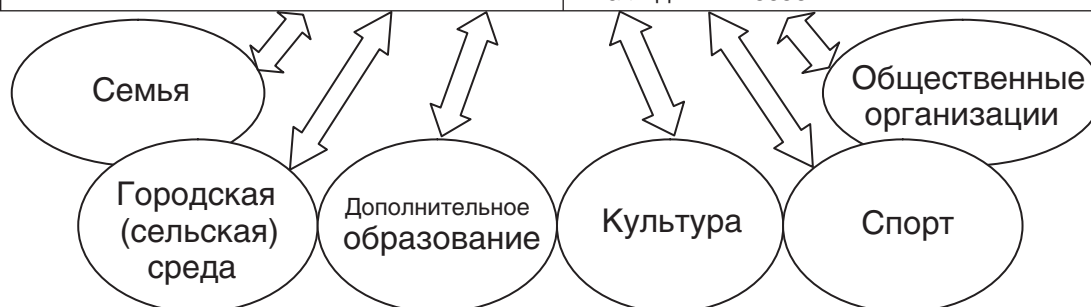 Семья
Общественные
организации
Городская
(сельская)
среда
Дополнительное
образование
Культура
Спорт